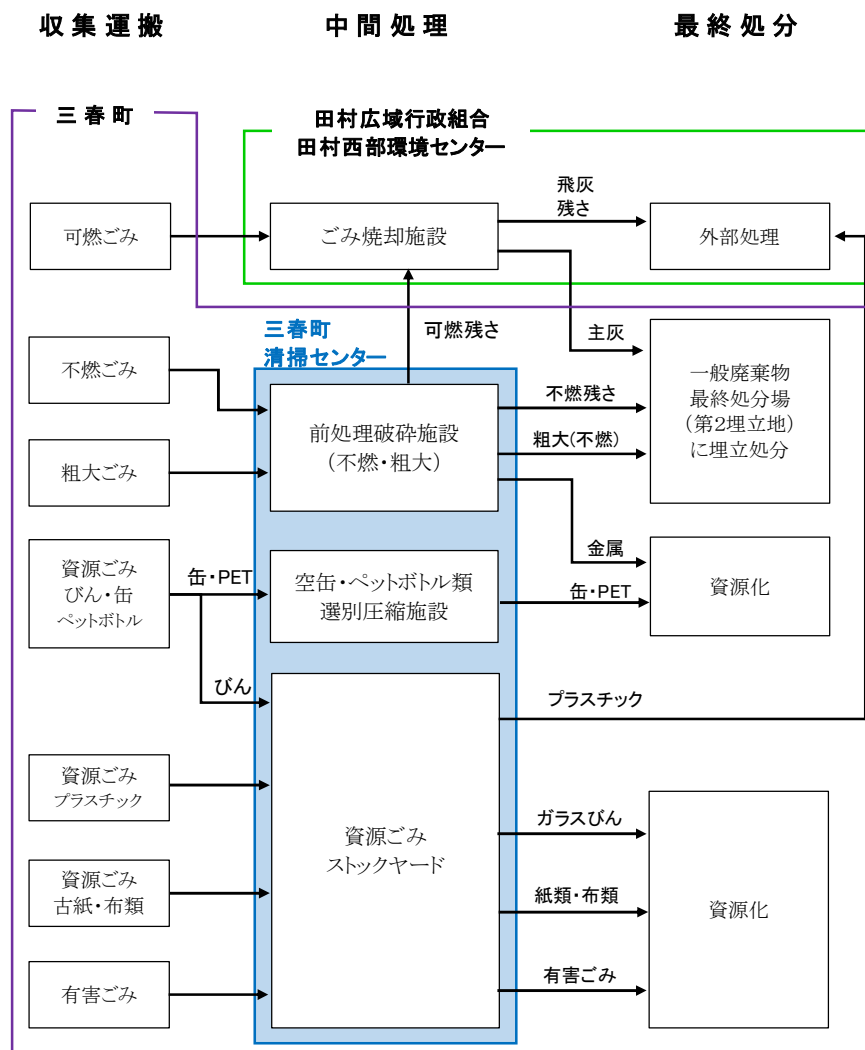 収集運搬
中間処理
最終処分
三春町
田村広域行政組合
田村西部環境センター
可燃ごみ
ごみ焼却施設
飛灰
残さ
外部処理
可燃残さ
主灰
三春町
清掃センター
不燃ごみ
粗大ごみ
前処理破砕施設
(不燃・粗大)
不燃残さ
粗大(不燃)
金属
一般廃棄物
最終処分場
(第2埋立地)
に埋立処分
資源ごみ
びん・缶
ペットボトル
缶・PET
びん
空缶・ペットボトル類
選別圧縮施設
缶・PET
資源化
資源ごみ
プラスチック
資源ごみ
古紙・布類
有害ごみ
資源ごみ
ストックヤード
プラスチック
ガラスびん
紙類・布類
有害ごみ
資源化